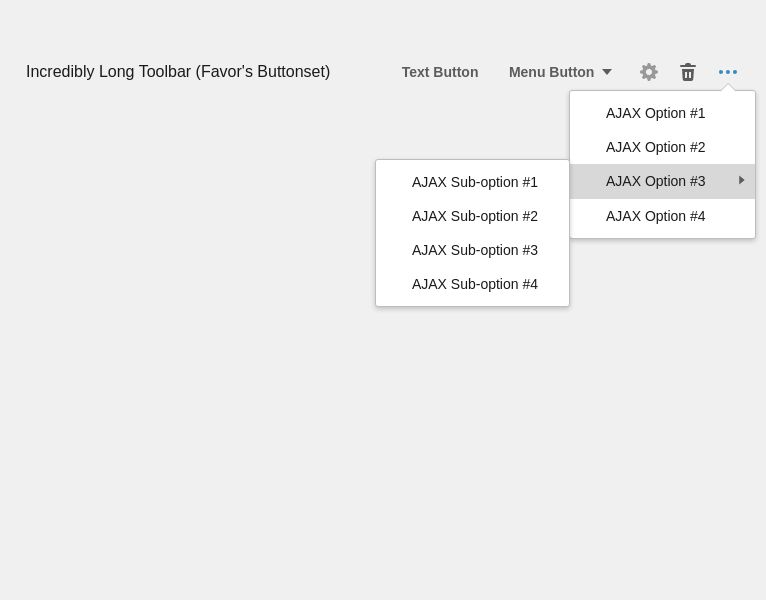 Incredibly Long Toolbar (Favor's Buttonset)
Text Button
Menu Button
AJAX Option #1
AJAX Option #2
AJAX Option #3
AJAX Option #4
AJAX Sub-option #1
AJAX Sub-option #2
AJAX Sub-option #3
AJAX Sub-option #4